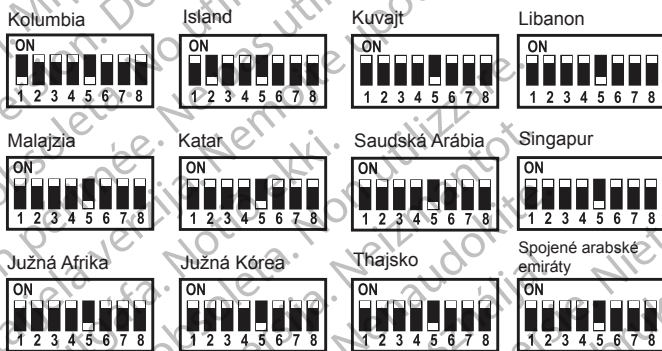 Kolumbia
ON
1 2 3 4 5 6 7 8
Island
ON
1 2 3 4 5 6 7 8
Kuvajt
ON
1 2 3 4 5 6 7 8
Libanon
ON
1 2 3 4 5 6 7 8
Malajzia
ON
1 2 3 4 5 6 7 8
Katar
ON
1 2 3 4 5 6 7 8
Saudská Arábia
ON
1 2 3 4 5 6 7 8
Singapur
ON
1 2 3 4 5 6 7 8
Južná Afrika
ON
1 2 3 4 5 6 7 8
Južná Kórea
ON
1 2 3 4 5 6 7 8
Thajsko
ON
1 2 3 4 5 6 7 8
Spojené arabské
emiráty
ON
1 2 3 4 5 6 7 8